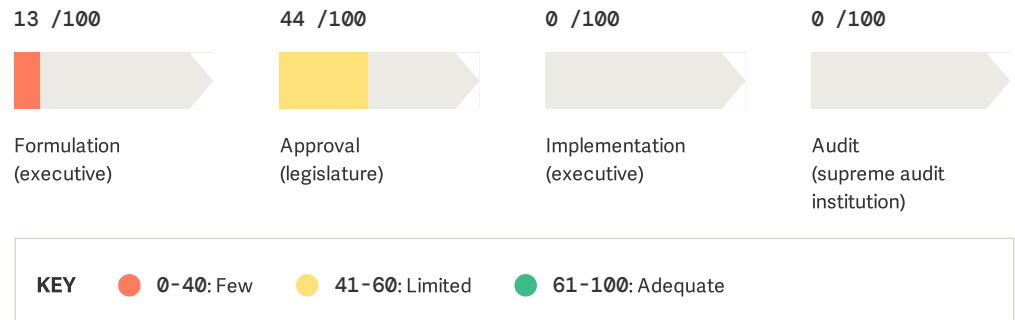 13 /100
44 /100
0 /100
0 /100
Formulation
(executive)
Approval
(legislature)
Implementation
(executive)
Audit
(supreme audit
institution)
KEY
0-40: Few
41-60: Limited
61-100: Adequate